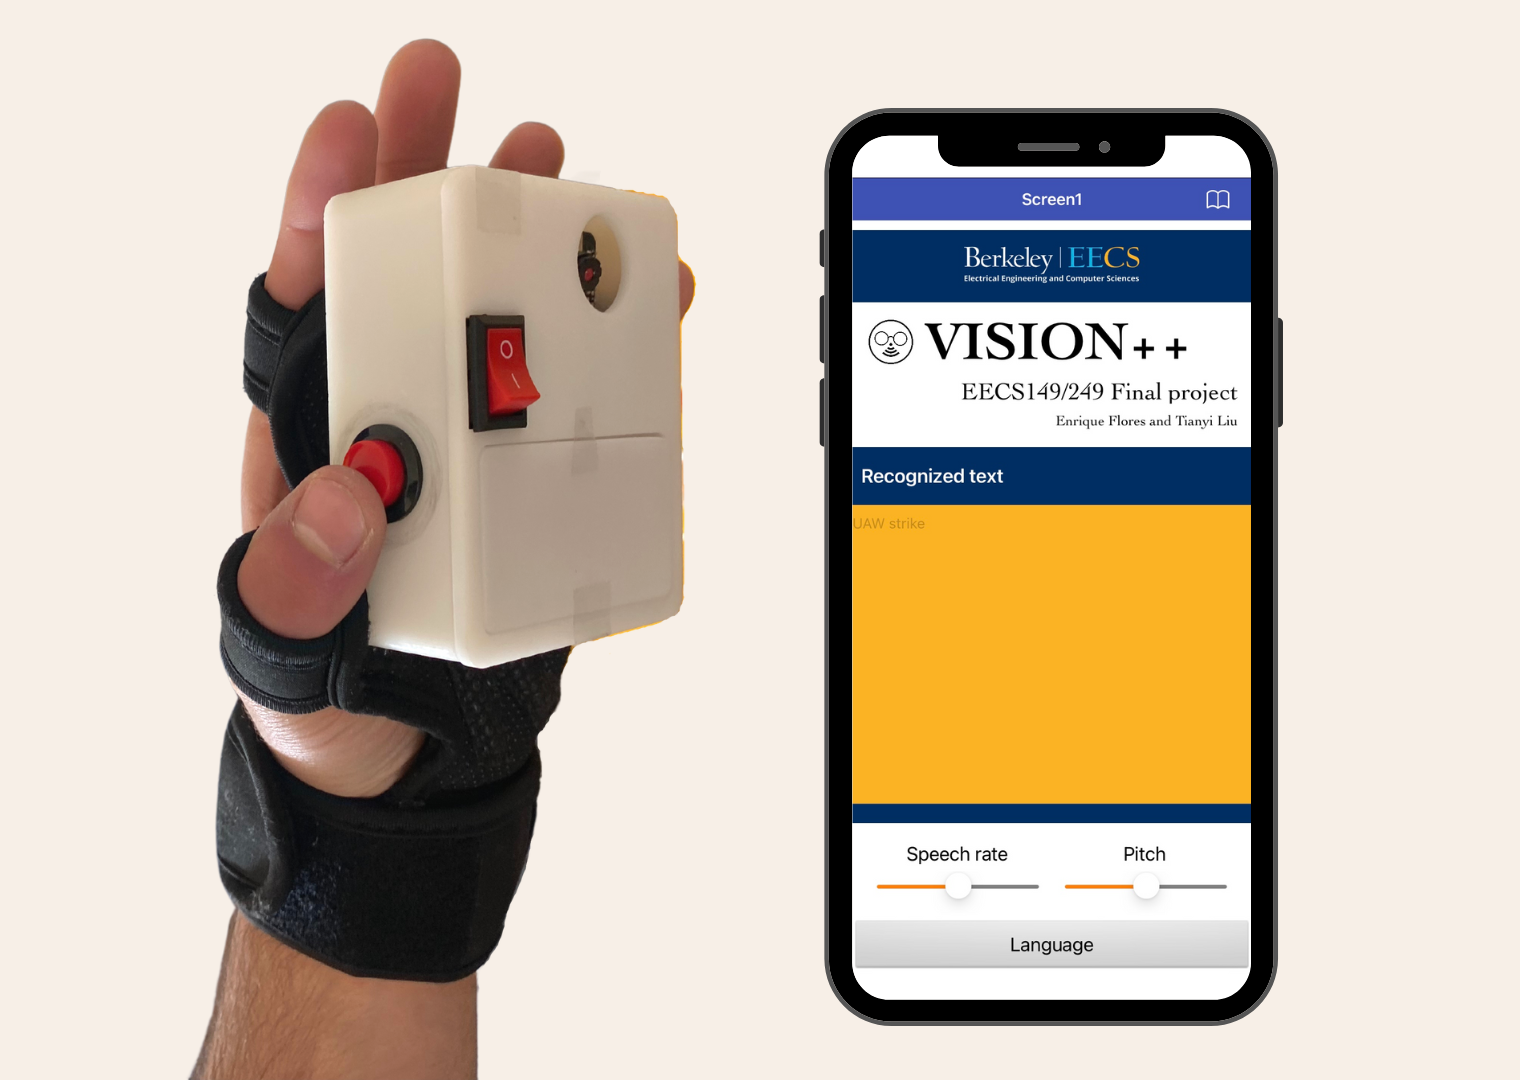 O
I
Screen1
Berkeley | EECS
Electrical Engineering and Computer Sciences
VISION++
EECS149/249 Final project
Enrique Flores and Tianyi Liu
Recognized text
UAW strike
Speech rate Pitch
Language